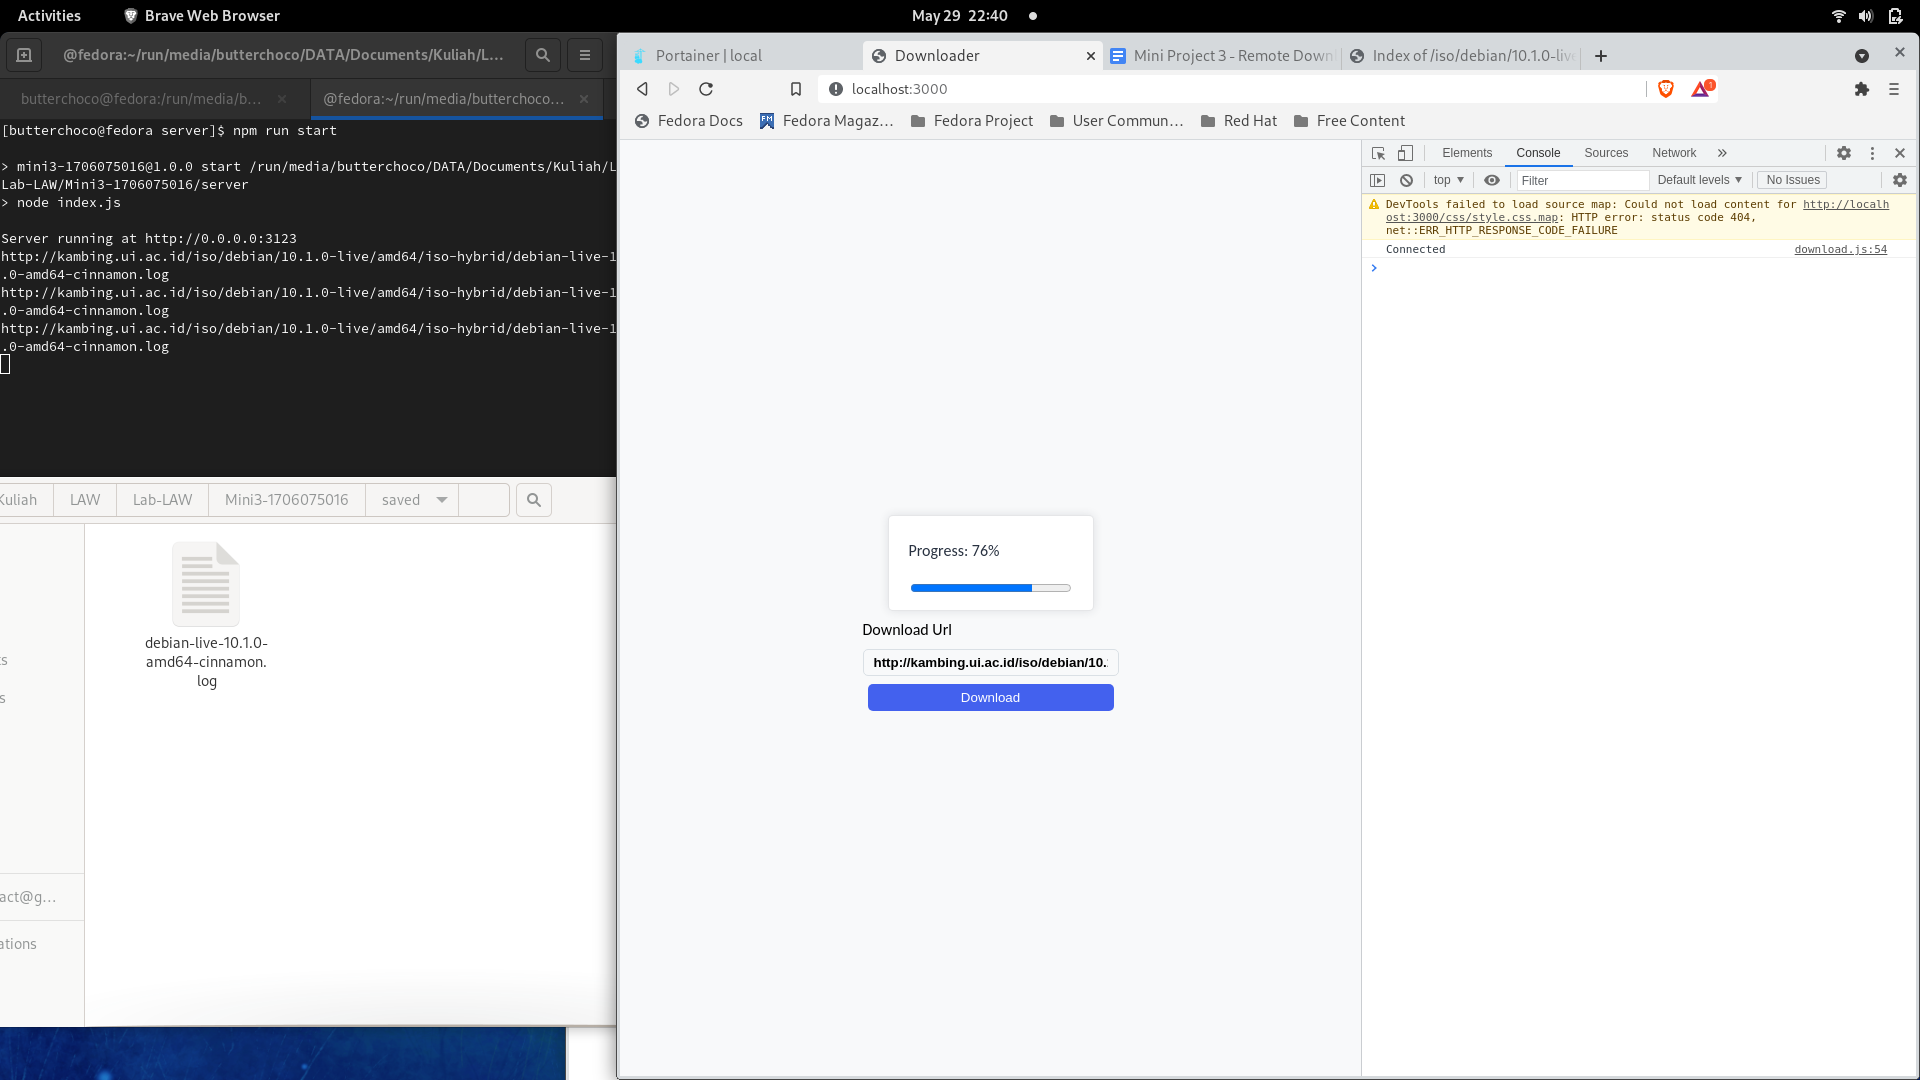 Activities
Brave Web Browser
May 29 22:40
@fedora:~/run/media/butterchoco/DATA/Documents/Kuliah/L...
butterchoco@fedora:/run/media/b...
@fedora:~/run/media/butterchoco...
[butterchoco@fedora server]$ npm run start
> mini3-1706075016@1.0.0 start /run/media/butterchoco/DATA/Documents/Kuliah/L
Lab-LAW/Mini3-1706075016/server
> node index.js
Server running at http://0.0.0.0:3123
http://kambing.ui.ac.id/iso/debian/10.1.0-live/amd64/iso-hybrid/debian-live-1
.0-amd64-cinnamon.log
http://kambing.ui.ac.id/iso/debian/10.1.0-live/amd64/iso-hybrid/debian-live-1
.0-amd64-cinnamon.log
http://kambing.ui.ac.id/iso/debian/10.1.0-live/amd64/iso-hybrid/debian-live-1
.0-amd64-cinnamon.log
Kuliah
LAW
Lab-LAW
Mini3-1706075016
saved
debian-live-10.1.0-
amd64-cinnamon.
log
s
s
act@g...
ations
Portainer | local
Downloader
Mini Project 3 - Remote Down
Index of /iso/debian/10.1.0-live
localhost:3000
1
Fedora Docs
Fedora Magaz...
Fedora Project
User Commun...
Red Hat
Free Content
Progress: 76%
Download Url
http://kambing.ui.ac.id/iso/debian/10.
Download
Elements
Console
Sources
Network
top
Filter
Default levels
No Issues
DevTools failed to load source map: Could not load content for http://localh
ost:3000/css/style.css.map: HTTP error: status code 404,
net::ERR_HTTP_RESPONSE_CODE_FAILURE
Connected
download.js:54